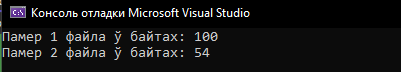 Консоль отладки Microsoft Visual Studio
Памер 1 файла ў байтах: 100
Памер 2 файла ў байтах: 54